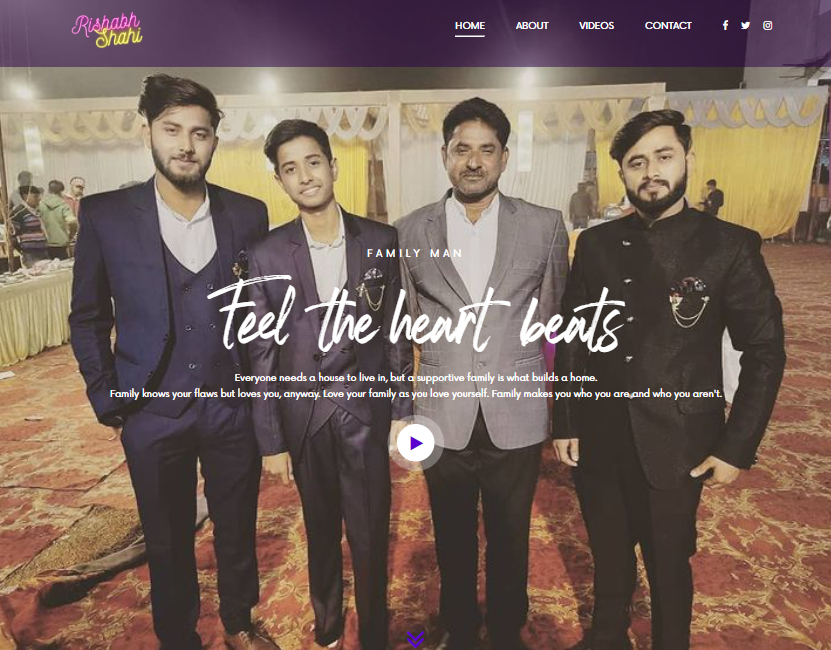 Rishabh
Shahi
HOME ABOUT VIDEOS CONTACT
FAMILY MAN
Feel the heart beats
Everyone needs a house to live in, but a supportive family is what builds a home.
Family knows your flaws but loves you, anyway. Love your family as you love yourself. Family makes you who you are,and who you aren't.